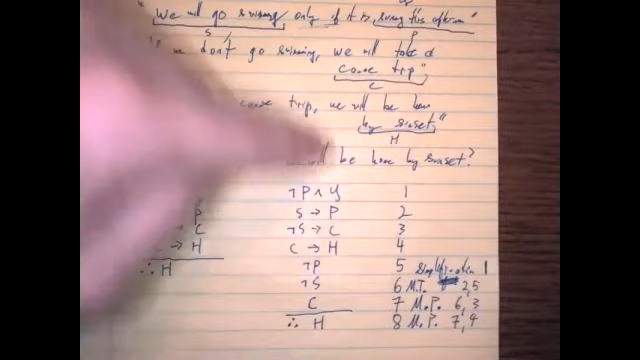 "We will go swimming only if it is sunny this afternoon"
S P
we don't go swimming, we will take a
canoe trip",
C
canoe trip, we will be home
by sunset"
H
will be home by sunset?
¬P ∧ Y 1
P S → P 2
C ¬S → C 3
→ H C → H 4
∴ H ¬P 5 Simplification 1
¬S 6 M.T. 2,5
C 7 M.P. 6,3
∴ H 8 M.P. 7,4